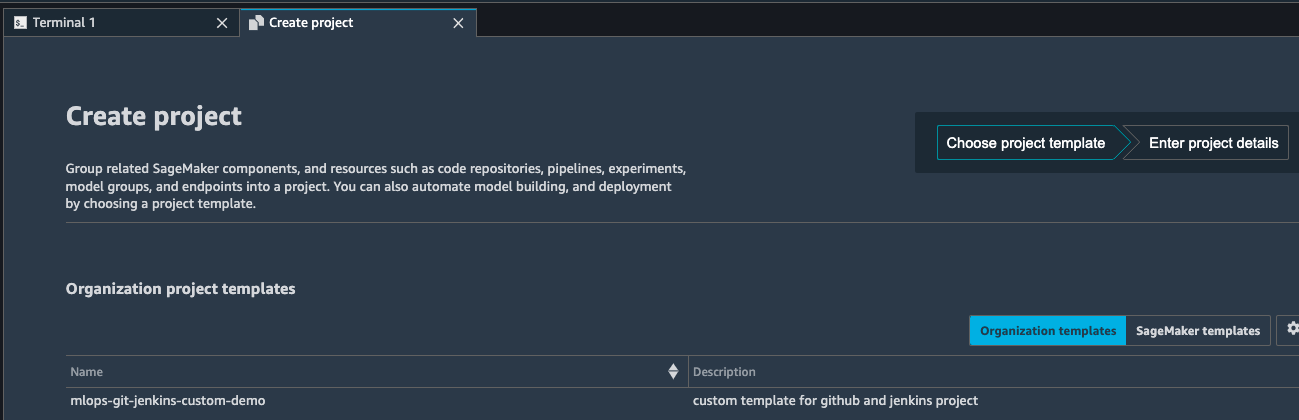 Terminal 1
Create project
Create project
Choose project template
Enter project details
Group related SageMaker components, and resources such as code repositories, pipelines, experiments,
model groups, and endpoints into a project. You can also automate model building, and deployment
by choosing a project template.
Organization project templates
Organization templates
SageMaker templates
Name
Description
mlops-git-jenkins-custom-demo
custom template for github and jenkins project